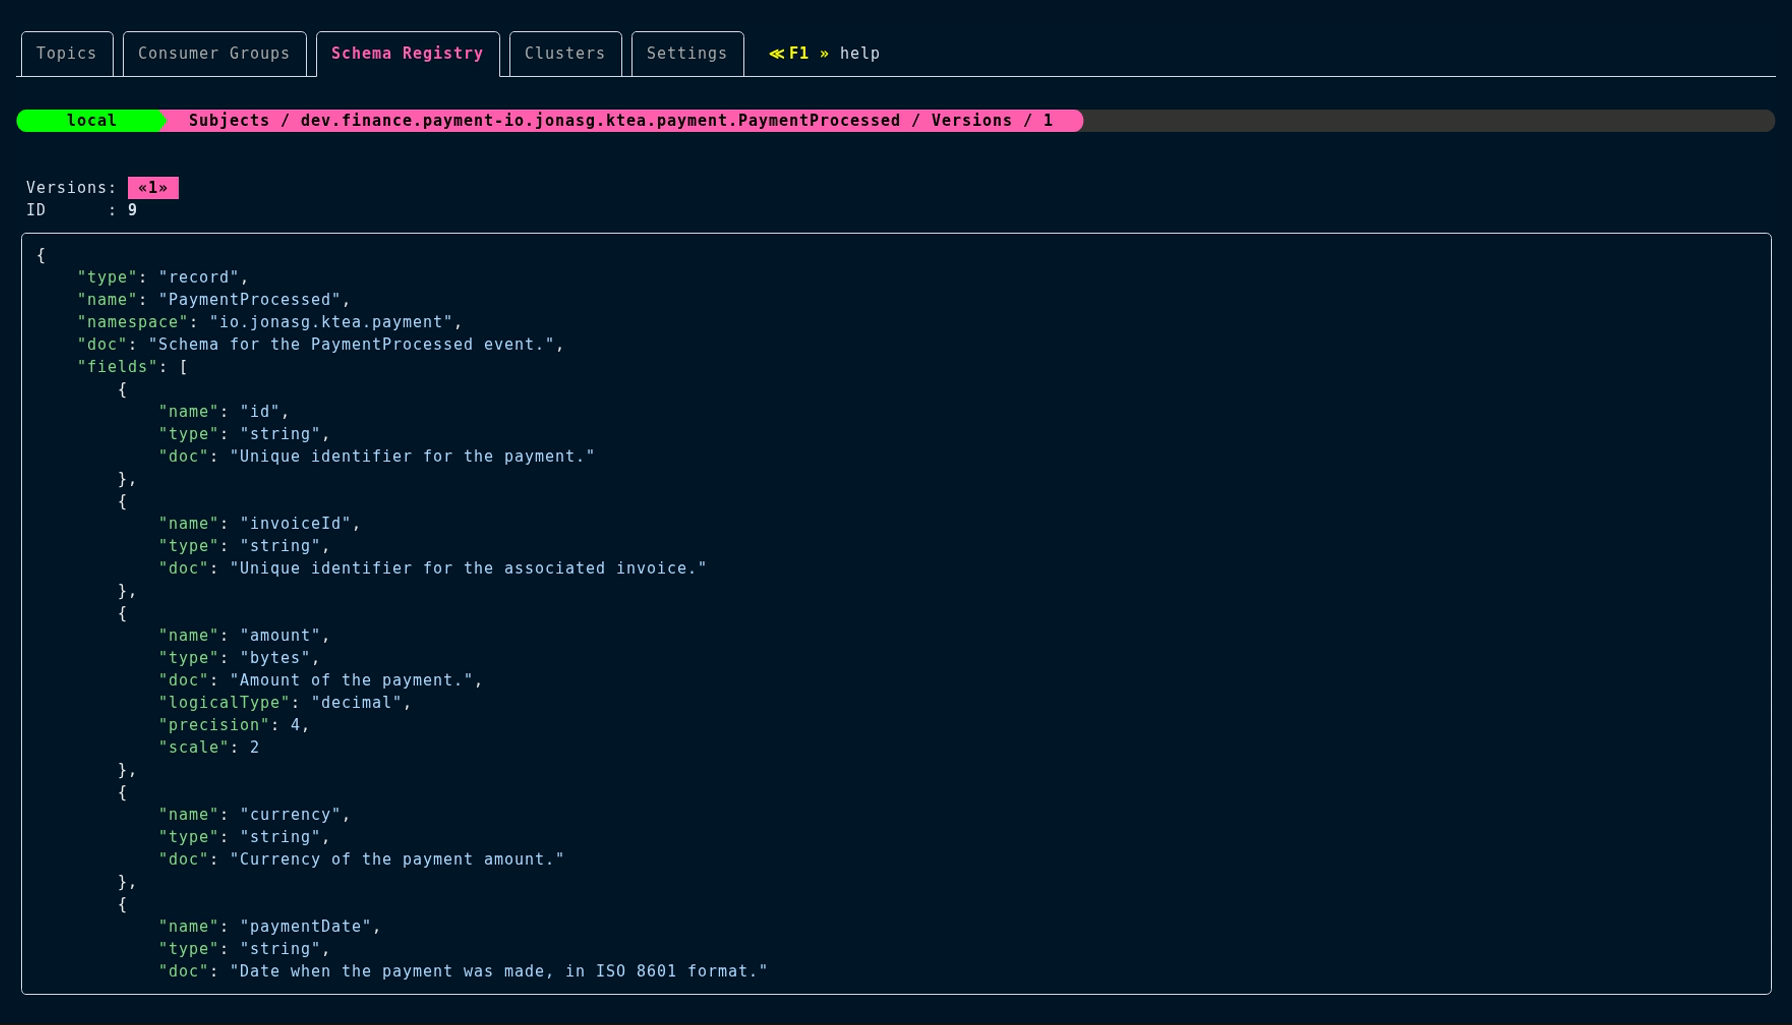 Topics Consumer Groups Schema Registry Clusters Settings ≪ F1 » help
local Subjects / dev.finance.payment-io.jonasg.ktea.payment.PaymentProcessed / Versions / 1
Versions: «1»
ID      : 9
{
    "type": "record",
    "name": "PaymentProcessed",
    "namespace": "io.jonasg.ktea.payment",
    "doc": "Schema for the PaymentProcessed event.",
    "fields": [
        {
            "name": "id",
            "type": "string",
            "doc": "Unique identifier for the payment."
        },
        {
            "name": "invoiceId",
            "type": "string",
            "doc": "Unique identifier for the associated invoice."
        },
        {
            "name": "amount",
            "type": "bytes",
            "doc": "Amount of the payment.",
            "logicalType": "decimal",
            "precision": 4,
            "scale": 2
        },
        {
            "name": "currency",
            "type": "string",
            "doc": "Currency of the payment amount."
        },
        {
            "name": "paymentDate",
            "type": "string",
            "doc": "Date when the payment was made, in ISO 8601 format."